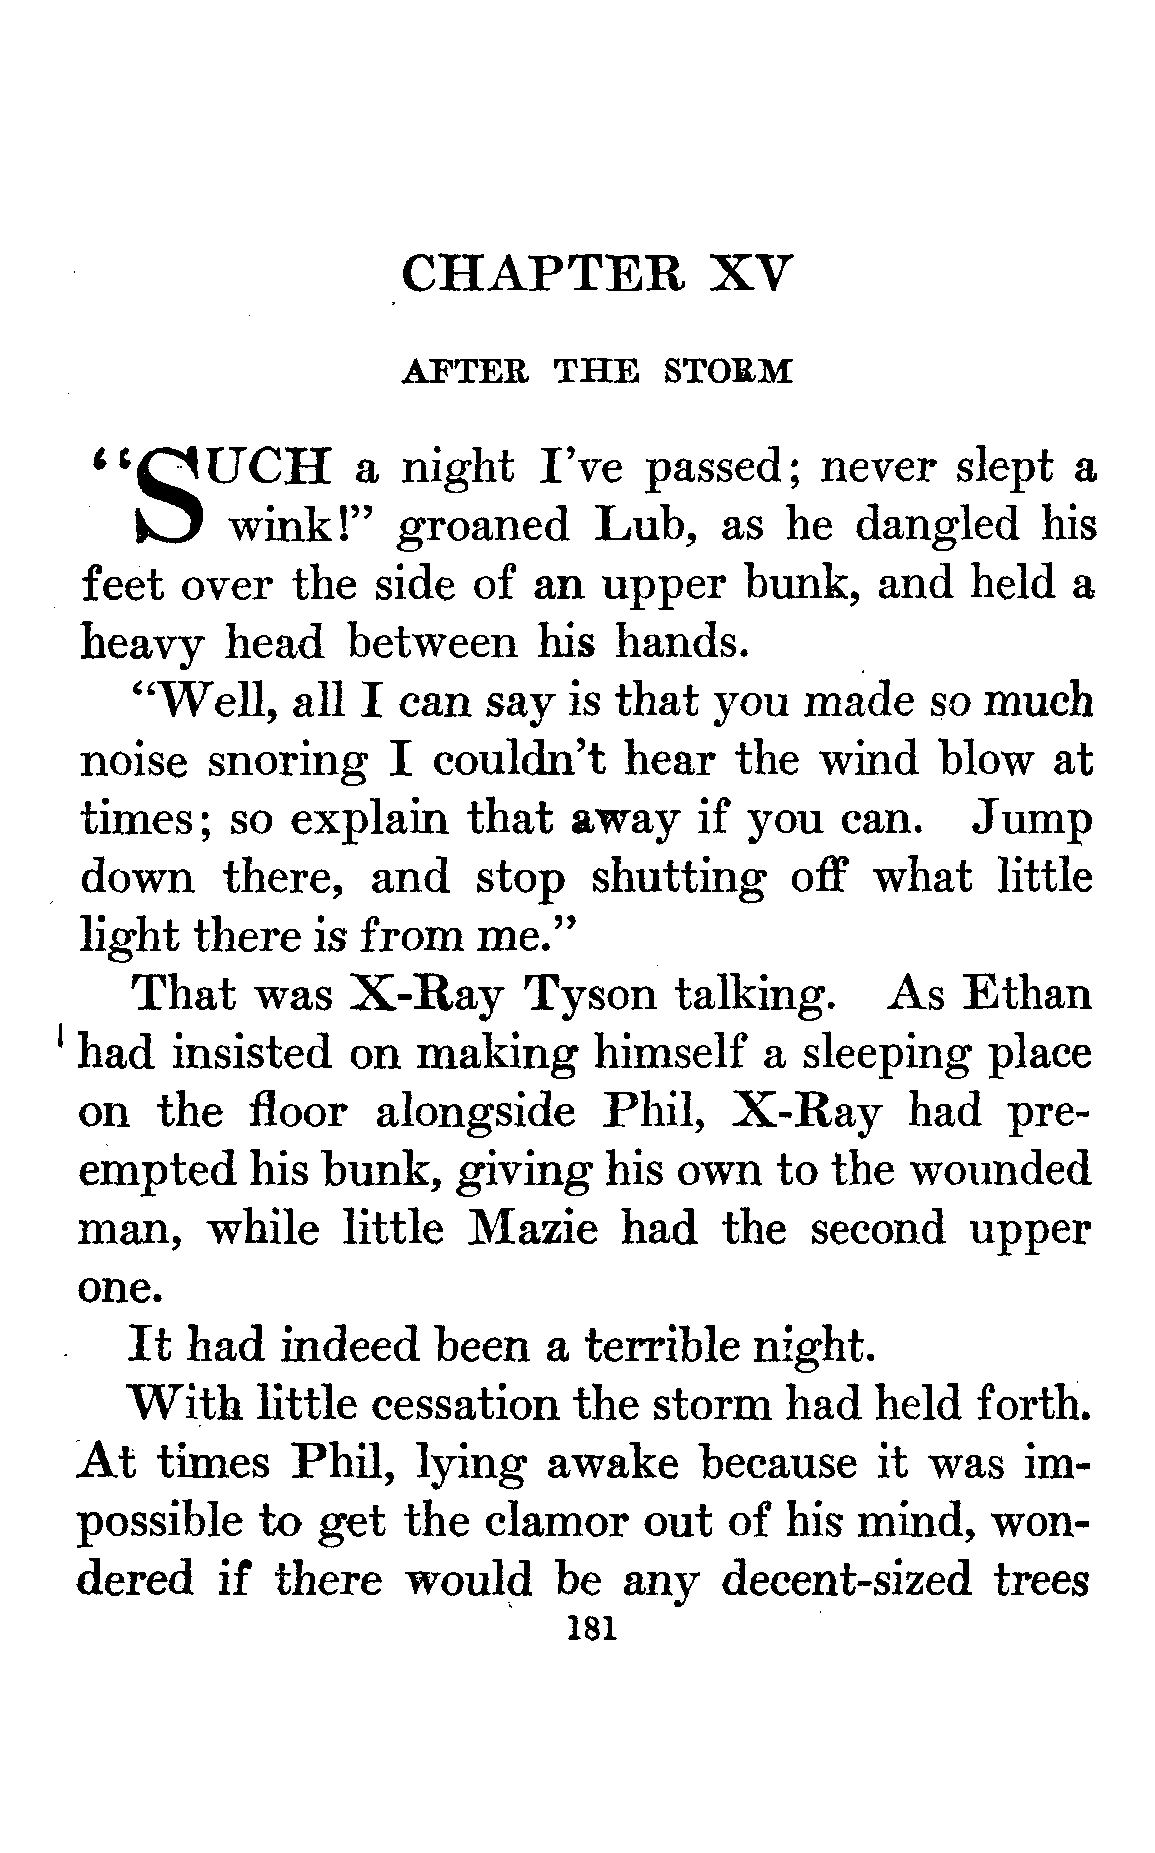 CHAPTER XV
AFTER THE STORM
“SUCH a night I’ve passed; never slept a
wink!” groaned Lub, as he dangled his
feet over the side of an upper bunk, and held a
heavy head between his hands.
“Well, all I can say is that you made so much
noise snoring I couldn’t hear the wind blow at
times; so explain that away if you can. Jump
down there, and stop shutting off what little
light there is from me.”
That was X-Ray Tyson talking. As Ethan
had insisted on making himself a sleeping place
on the floor alongside Phil, X-Ray had pre-
empted his bunk, giving his own to the wounded
man, while little Mazie had the second upper
one.
It had indeed been a terrible night.
With little cessation the storm had held forth.
At times Phil, lying awake because it was im-
possible to get the clamor out of his mind, won-
dered if there would be any decent-sized trees
181